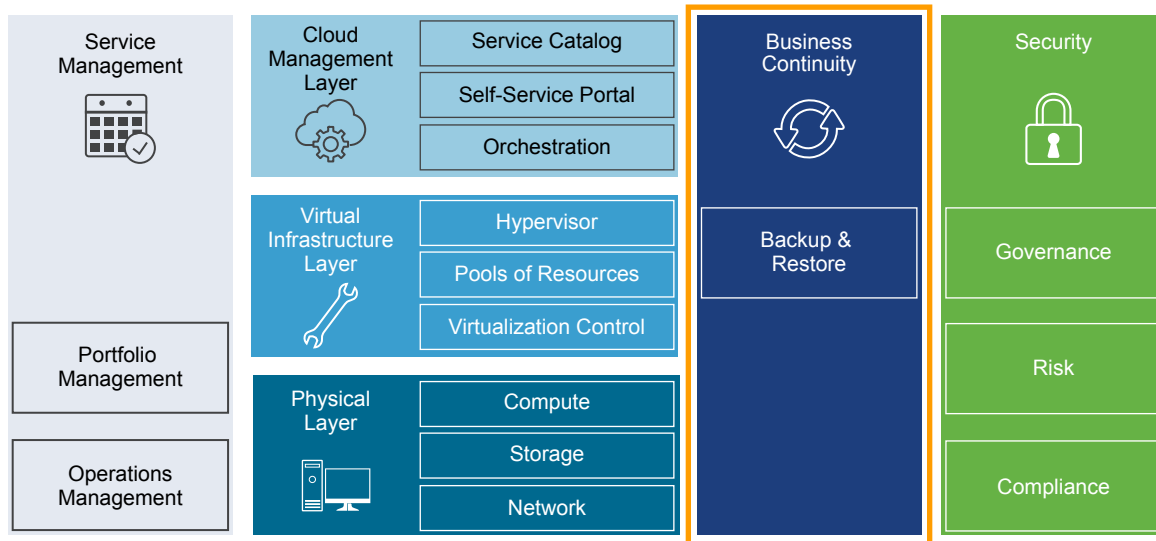 Service
Management
Portfolio
Management
Operations
Management
Cloud
Management
Layer
Service Catalog
Self-Service Portal
Orchestration
Virtual
Infrastructure
Layer
Hypervisor
Pools of Resources
Virtualization Control
Physical
Layer
Compute
Storage
Network
Business
Continuity
Backup &
Restore
Security
Governance
Risk
Compliance